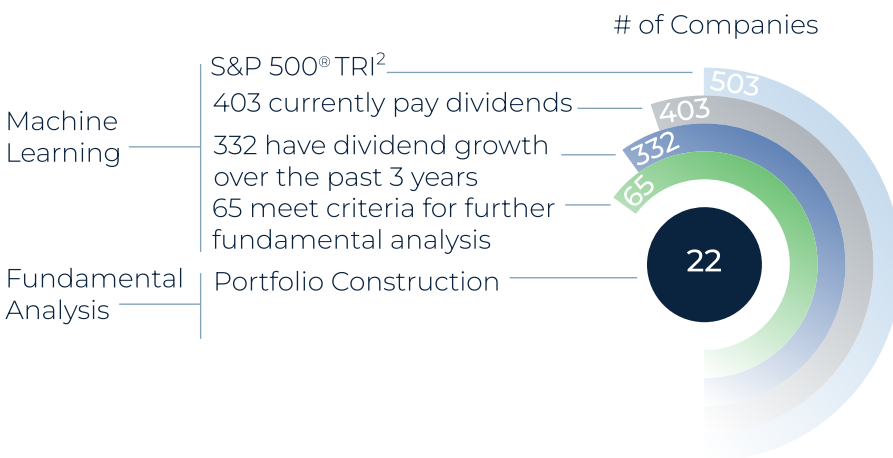 # of Companies
Machine
Learning
S&P 500® TRI²
403 currently pay dividends
332 have dividend growth
over the past 3 years
65 meet criteria for further
fundamental analysis
Fundamental
Analysis
Portfolio Construction
503
403
332
65
22